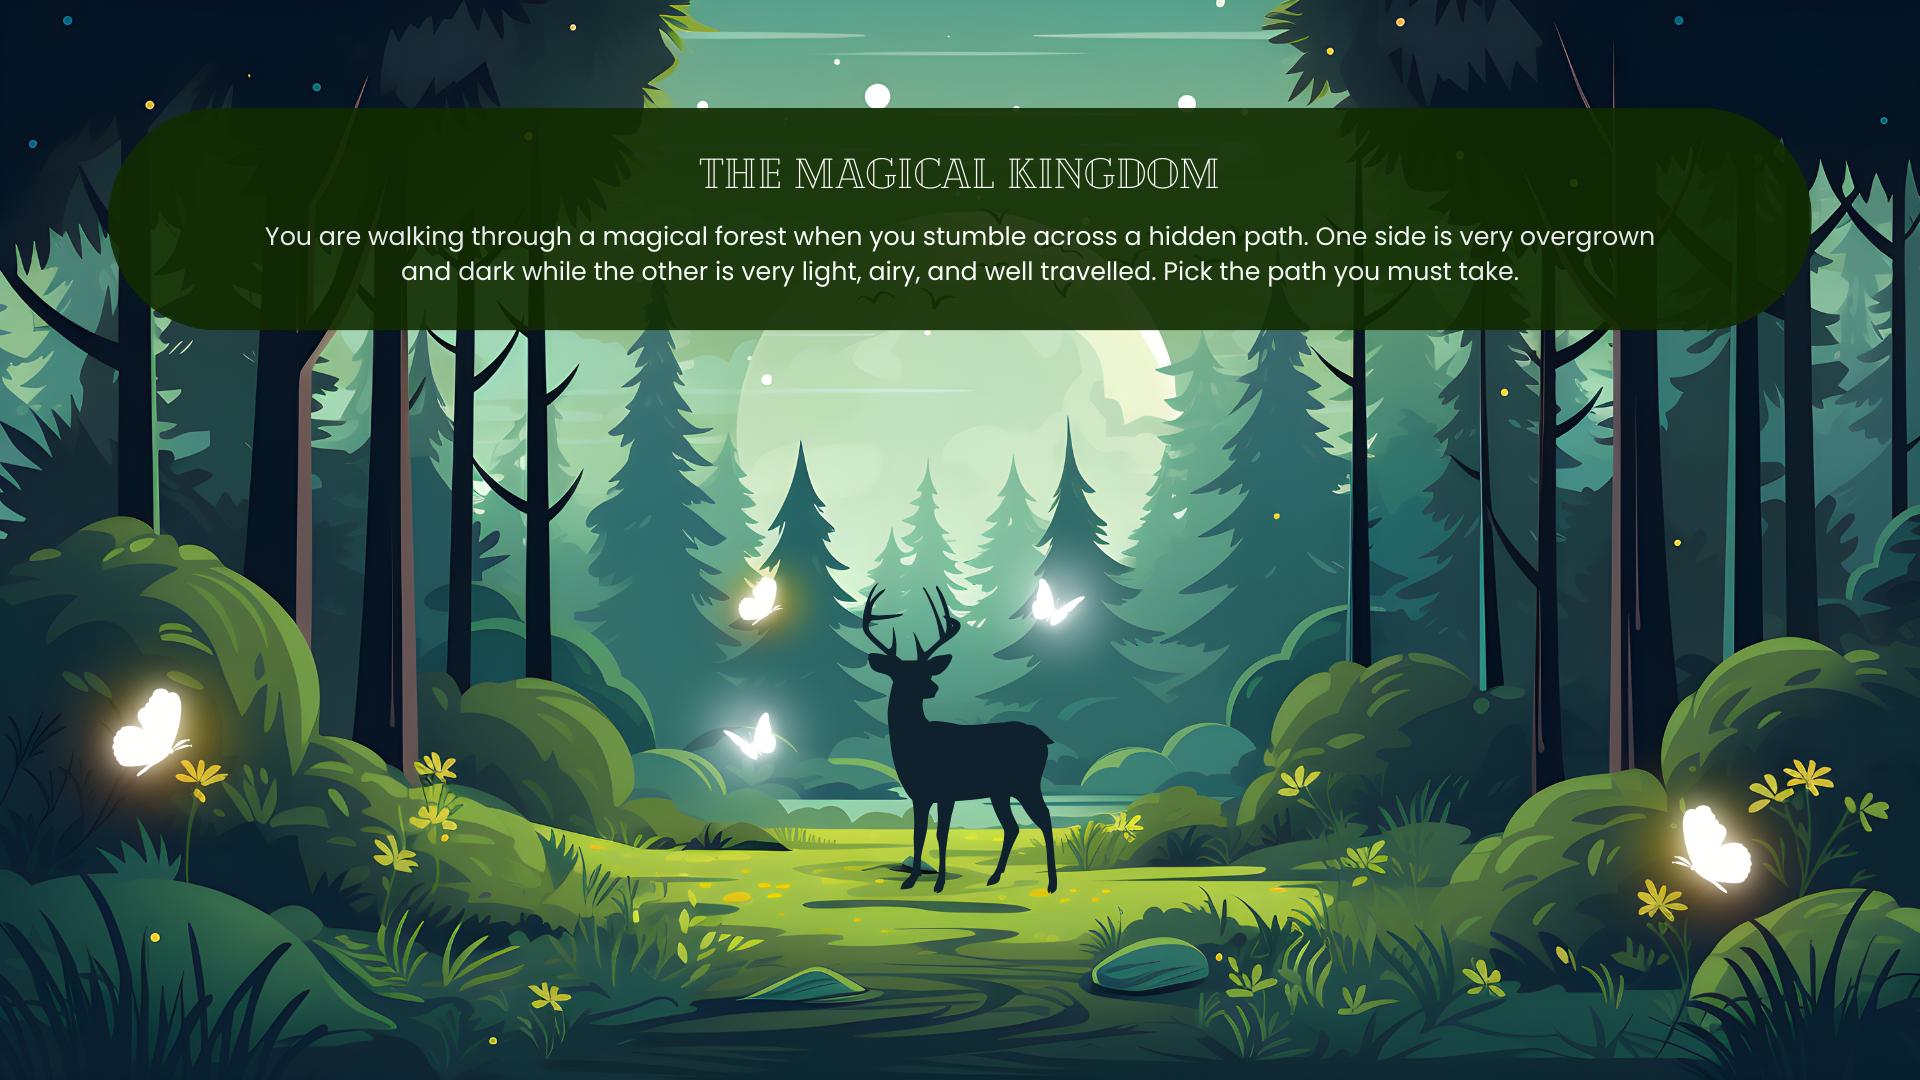 THE MAGICAL KINGDOM
You are walking through a magical forest when you stumble across a hidden path. One side is very overgrown
and dark while the other is very light, airy, and well travelled. Pick the path you must take.